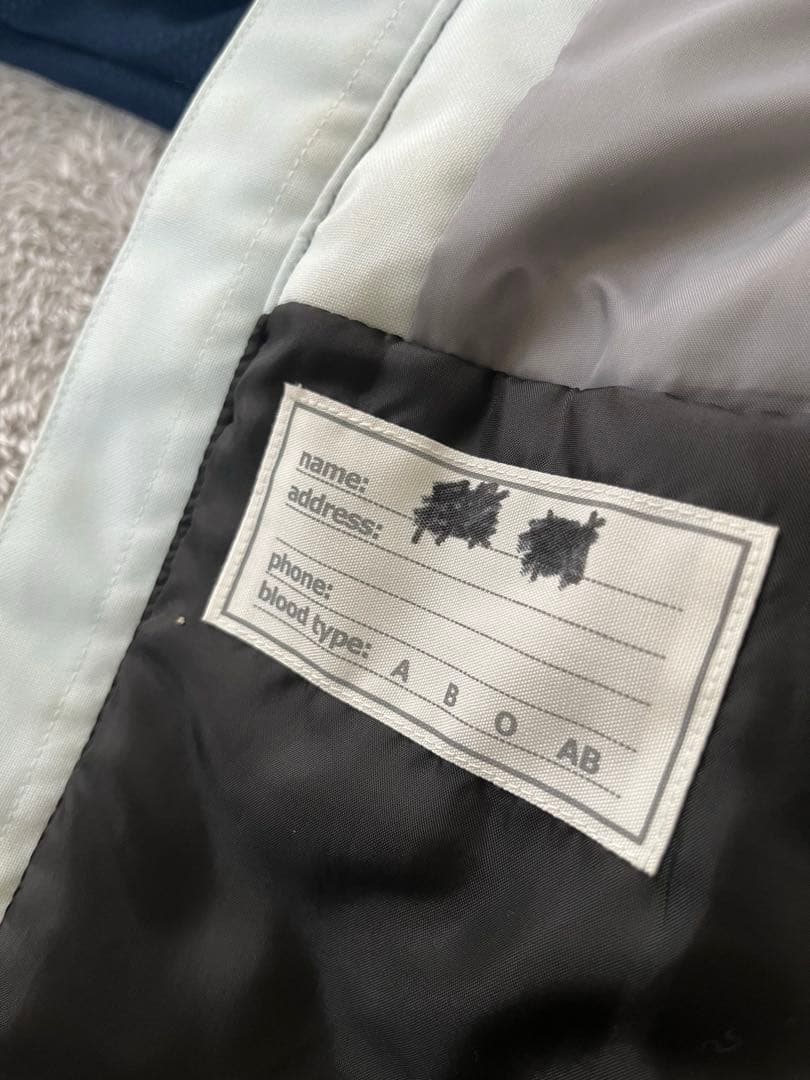 name:
address:
phone:
blood type: A B O AB